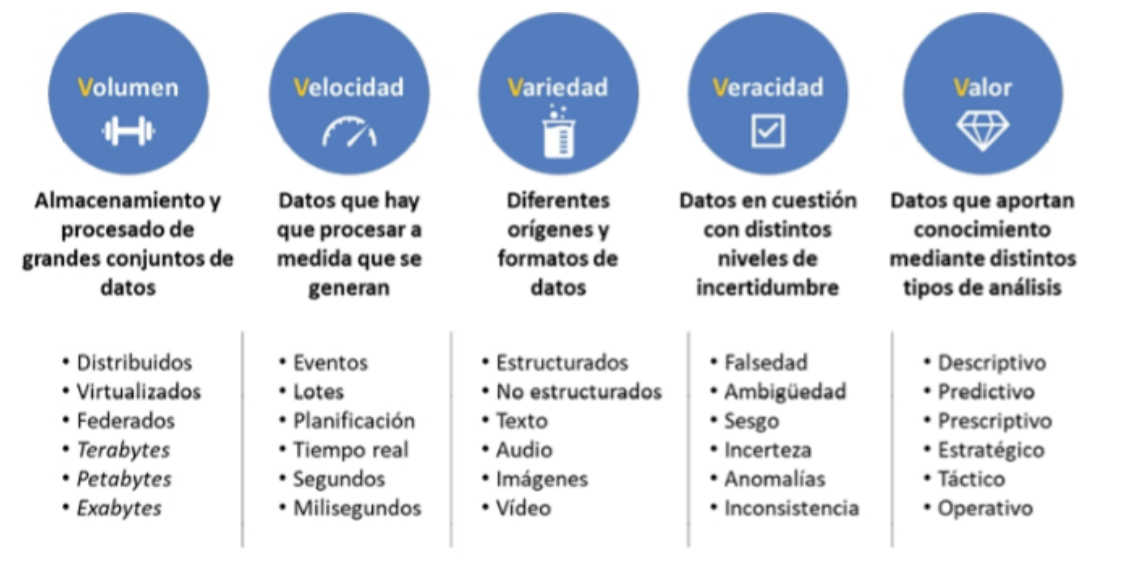 Volumen
Almacenamiento y
procesado de
grandes conjuntos de
datos
• Distribuidos
• Virtualizados
• Federados
• Terabytes
• Petabytes
• Exabytes
Velocidad
Datos que hay
que procesar a
medida que se
generan
• Eventos
• Lotes
• Planificación
• Tiempo real
• Segundos
• Milisegundos
Variedad
Diferentes
orígenes y
formatos de
datos
• Estructurados
• No estructurados
• Texto
• Audio
• Imágenes
• Vídeo
Veracidad
Datos en cuestión
con distintos
niveles de
incertidumbre
• Falsedad
• Ambigüedad
• Sesgo
• Incerteza
• Anomalías
• Inconsistencia
Valor
Datos que aportan
conocimiento
mediante distintos
tipos de análisis
• Descriptivo
• Predictivo
• Prescriptivo
• Estratégico
• Táctico
• Operativo